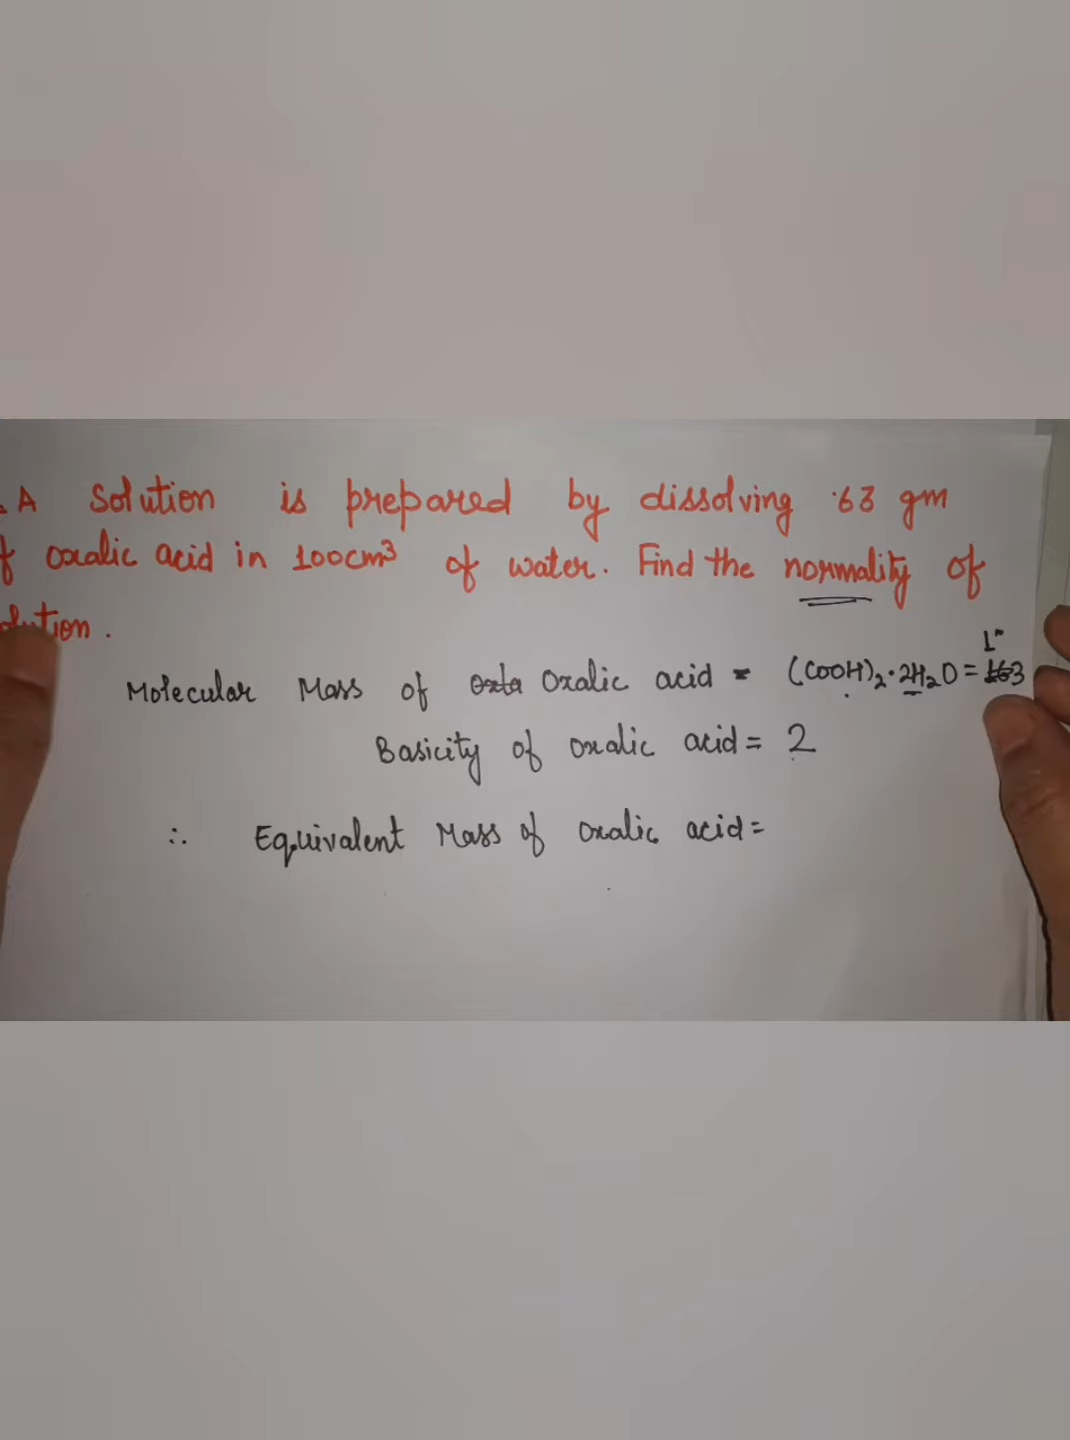 A Solution is prepared by dissolving .63 gm
oxalic acid in 100cm³ of water. Find the normality of
Molecular Mass of Oxalic acid = (COOH)₂·2H₂O =
Basicity of oxalic acid = 2
∴ Equivalent Mass of oxalic acid =